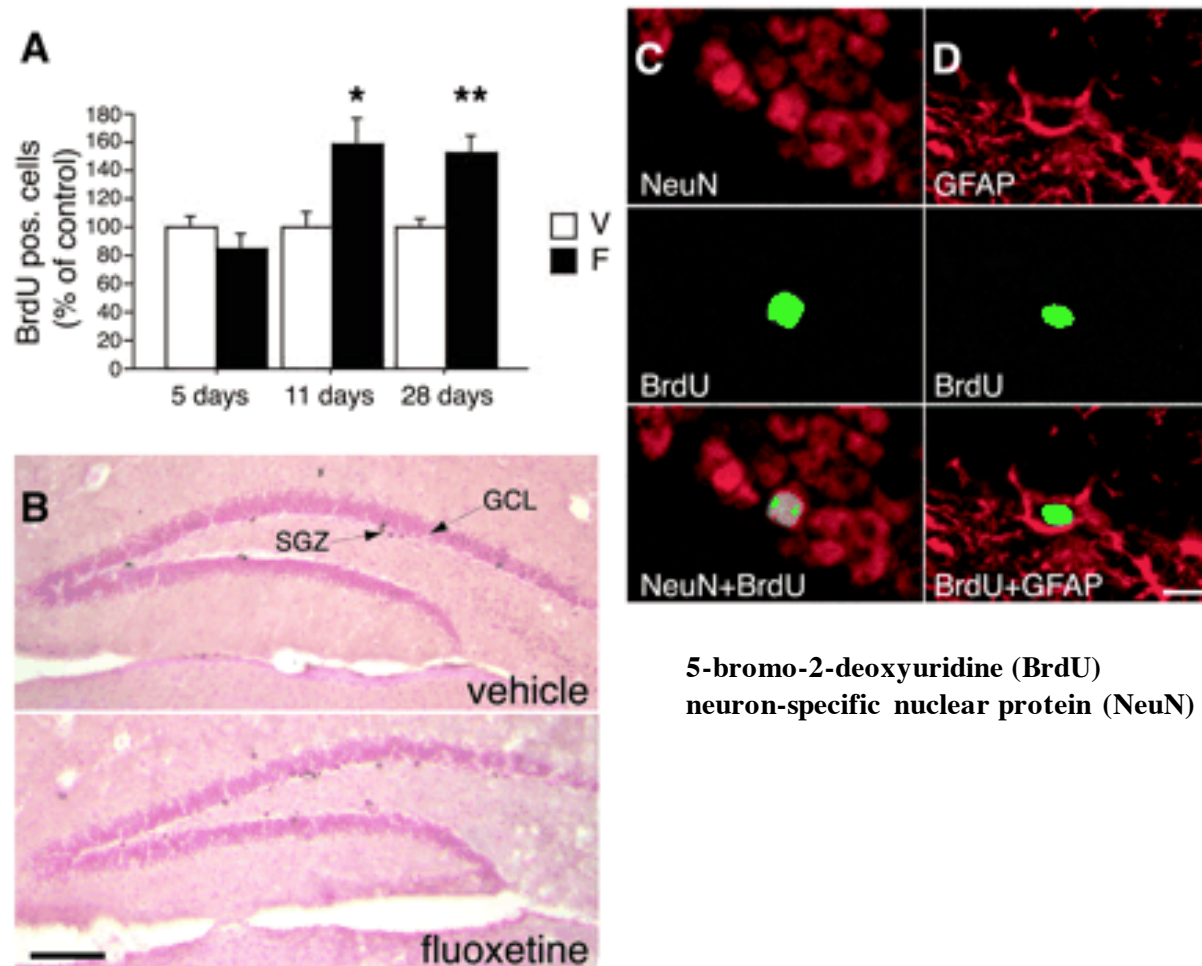 A
BrdU pos. cells
(% of control)
180
160
140
120
100
80
60
40
20
0
* **
5 days 11 days 28 days
V
F
B
GCL
SGZ
vehicle
fluoxetine
C D
NeuN GFAP
BrdU BrdU
NeuN+BrdU BrdU+GFAP
5-bromo-2-deoxyuridine (BrdU)
neuron-specific nuclear protein (NeuN)